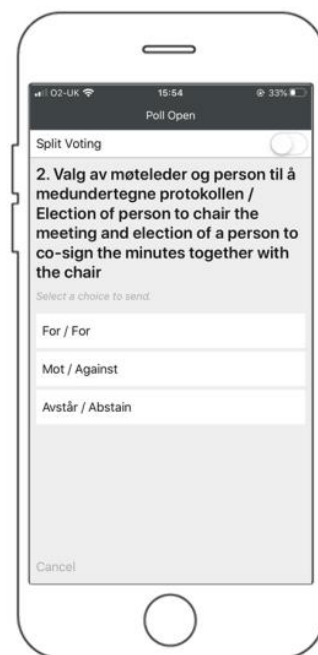 O2-UK 15:54 33%
Poll Open
Split Voting
2. Valg av møteleder og person til å
medundertegne protokollen /
Election of person to chair the
meeting and election of a person to
co-sign the minutes together with
the chair
Select a choice to send.
For / For
Mot / Against
Avstår / Abstain
Cancel